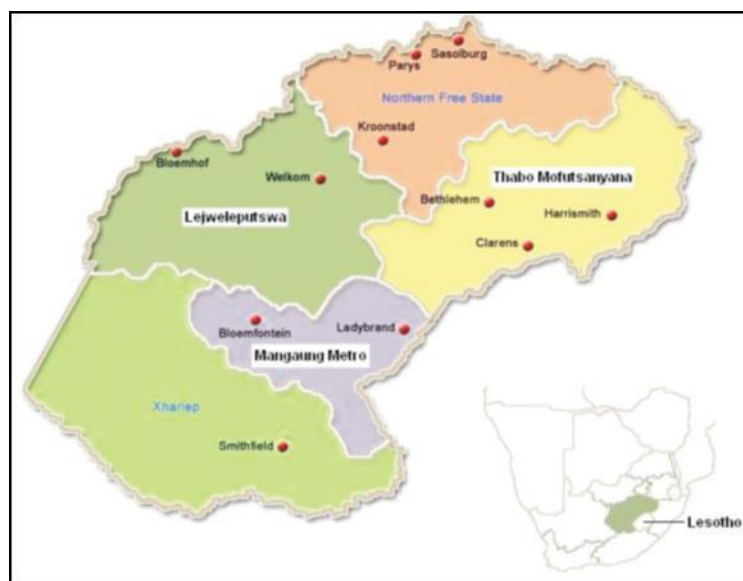 Sasolburg
Parys
Northern Free State
Kroonstad
Bloemhof
Welkom
Thabo Mofutsanyana
Bethlehem
Lejweleputswa
Harrismith
Clarens
Bloemfontein
Ladybrand
Mangaung Metro
Xhariep
Smithfield
Lesotho